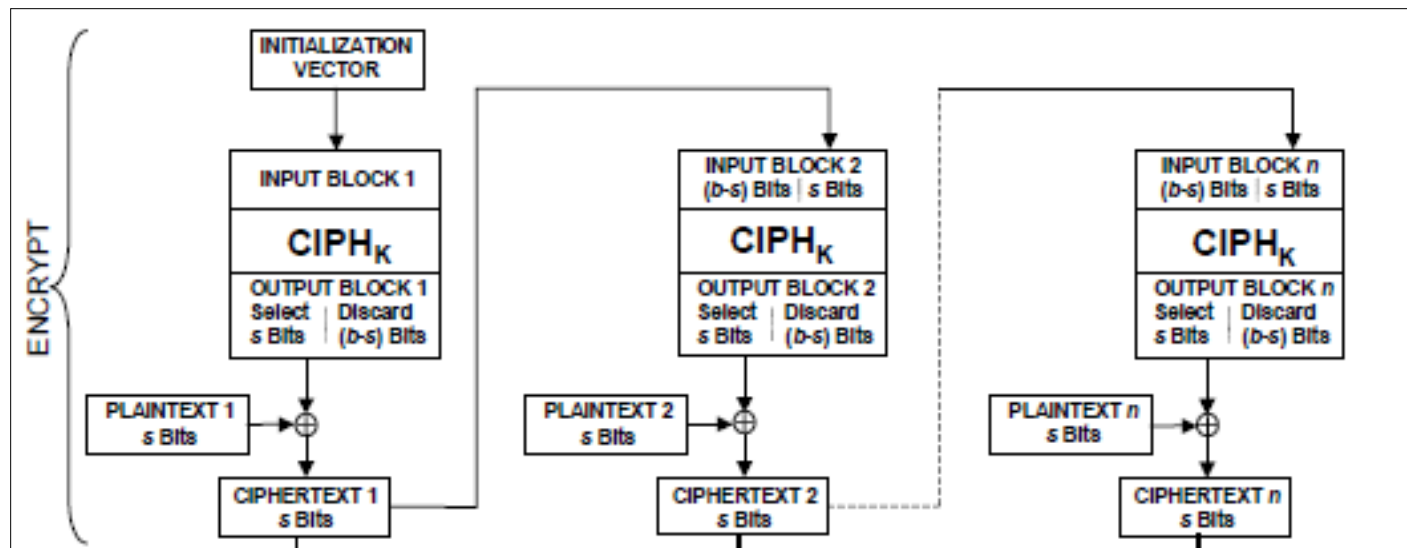 ENCRYPT
INITIALIZATION
VECTOR
INPUT BLOCK 1
CIPHK
OUTPUT BLOCK 1
Select | Discard
s Bits | (b-s) Bits
PLAINTEXT 1
s Bits
CIPHERTEXT 1
s Bits
INPUT BLOCK 2
(b-s) Bits | s Bits
CIPHK
OUTPUT BLOCK 2
Select | Discard
s Bits | (b-s) Bits
PLAINTEXT 2
s Bits
CIPHERTEXT 2
s Bits
INPUT BLOCK n
(b-s) Bits | s Bits
CIPHK
OUTPUT BLOCK n
Select | Discard
s Bits | (b-s) Bits
PLAINTEXT n
s Bits
CIPHERTEXT n
s Bits